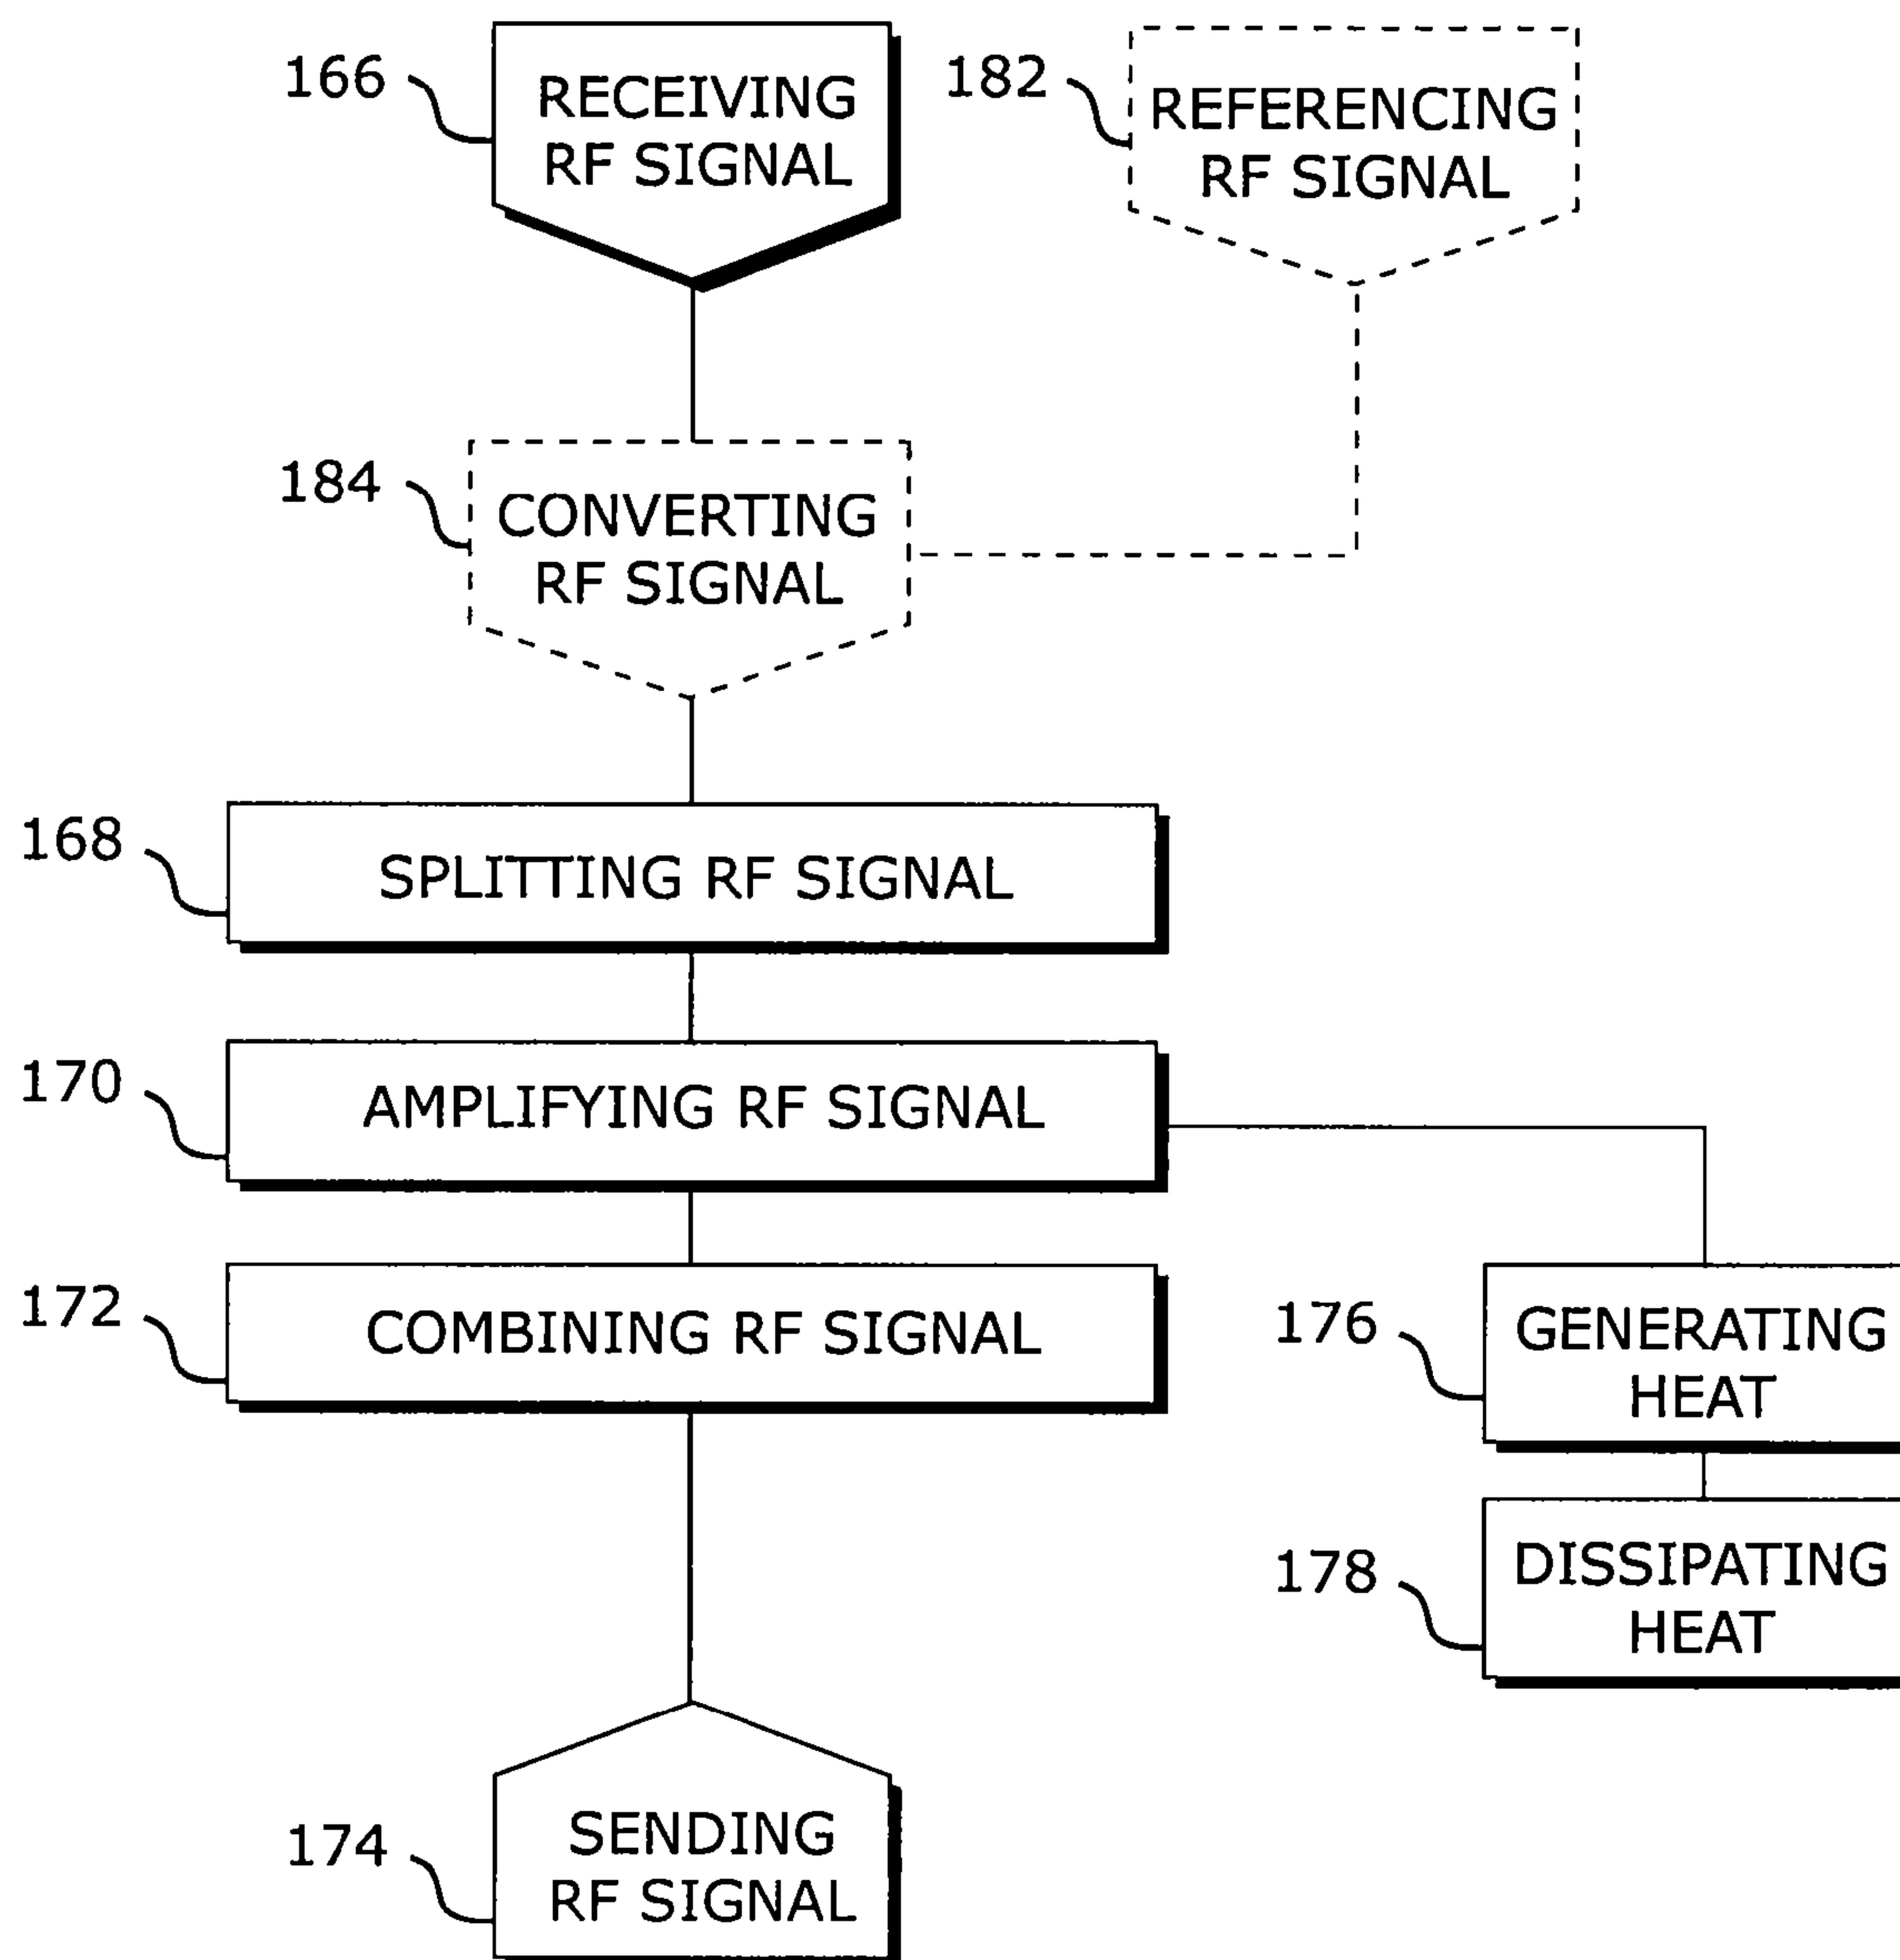 166
RECEIVING
RF SIGNAL
182
REFERENCING
RF SIGNAL
184
CONVERTING
RF SIGNAL
168
SPLITTING RF SIGNAL
170
AMPLIFYING RF SIGNAL
172
COMBINING RF SIGNAL
176
GENERATING
HEAT
178
DISSIPATING
HEAT
174
SENDING
RF SIGNAL